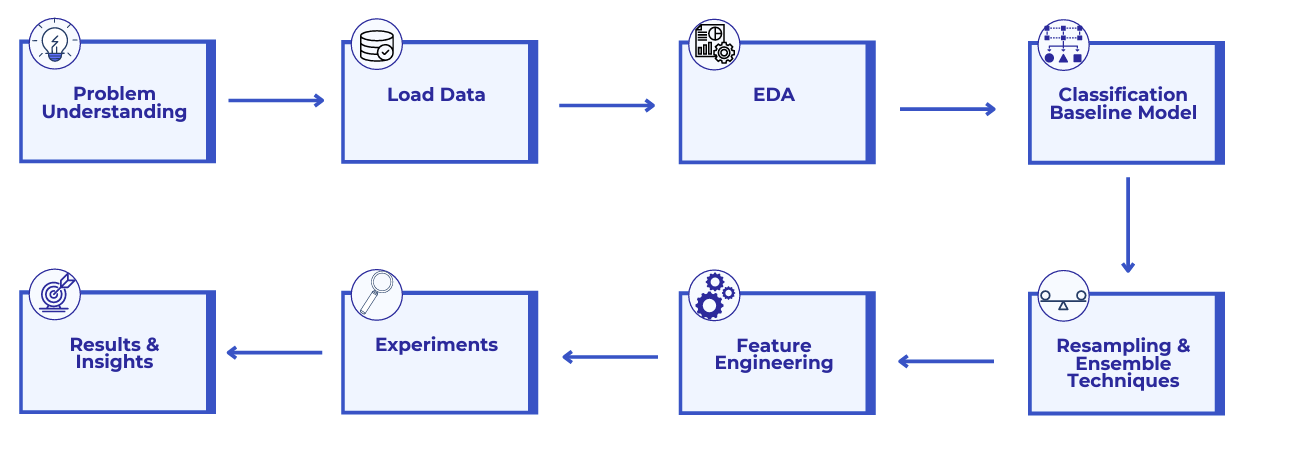 Problem
Understanding
Load Data
EDA
Classification
Baseline Model
Resampling &
Ensemble
Techniques
Feature
Engineering
Experiments
Results &
Insights